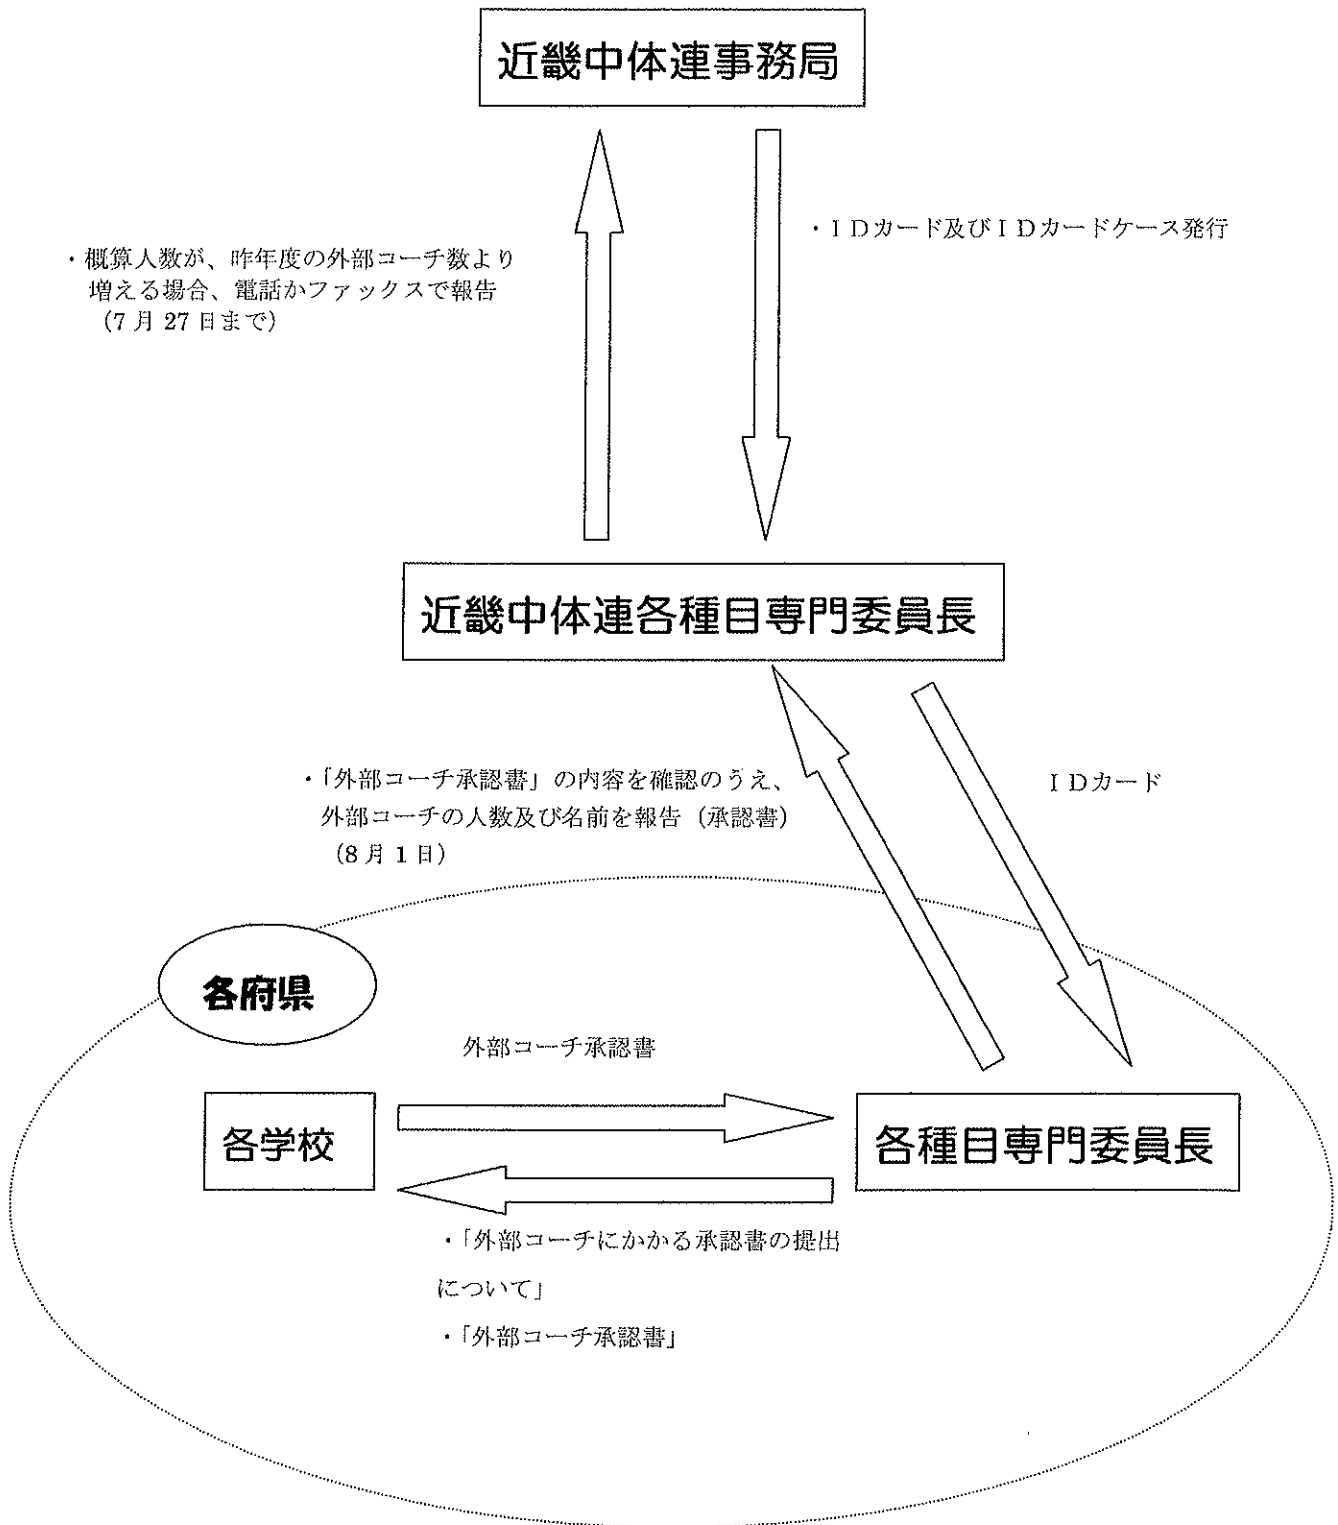 近畿中体連事務局
・IDカード及びIDカードケース発行
・概算人数が、昨年度の外部コーチ数より
増える場合、電話かファックスで報告
(7月27日まで)
近畿中体連各種目専門委員長
・「外部コーチ承認書」の内容を確認のうえ、
外部コーチの人数及び名前を報告(承認書)
(8月1日)
IDカード
各府県
外部コーチ承認書
各学校
各種目専門委員長
・「外部コーチにかかる承認書の提出
について」
・「外部コーチ承認書」